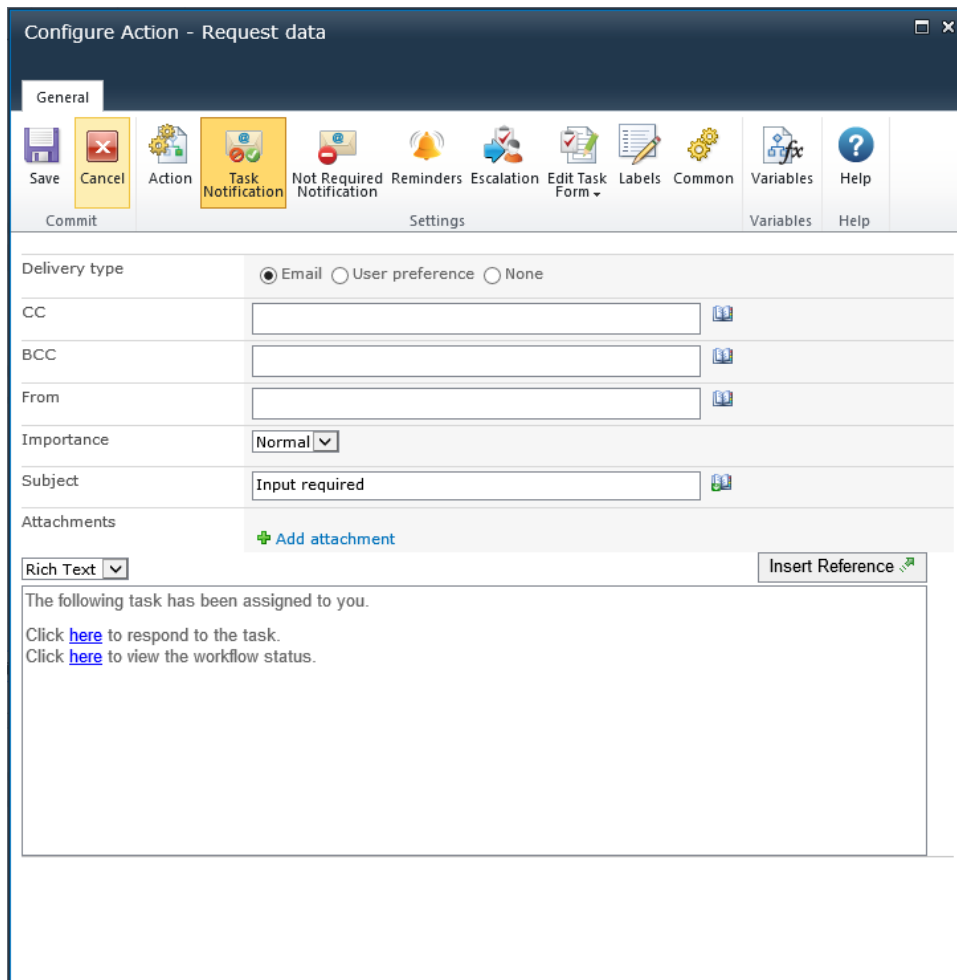 Configure Action - Request data
General
Save
Cancel
Action
Task Notification
Not Required Notification
Reminders
Escalation
Edit Task Form
Labels
Common
Variables
Help
Commit
Settings
Variables
Help
Delivery type
Email
User preference
None
CC
BCC
From
Importance
Normal
Subject
Input required
Attachments
Add attachment
Rich Text
Insert Reference
The following task has been assigned to you.
Click here to respond to the task.
Click here to view the workflow status.